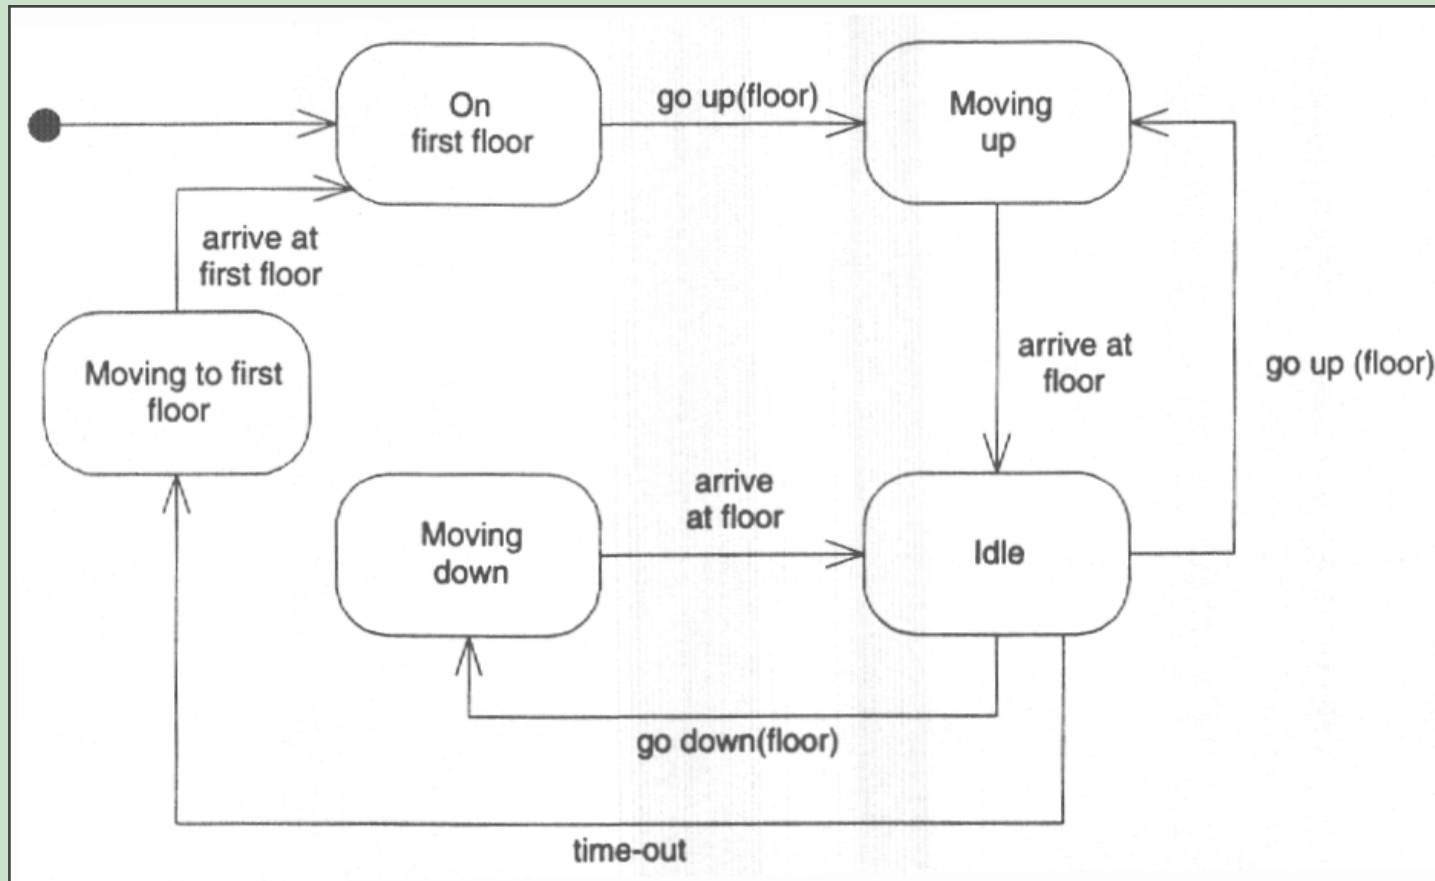 On
first floor
go up(floor)
Moving
up
arrive at
first floor
Moving to first
floor
arrive at
floor
go up (floor)
arrive
at floor
Moving
down
Idle
go down(floor)
time-out